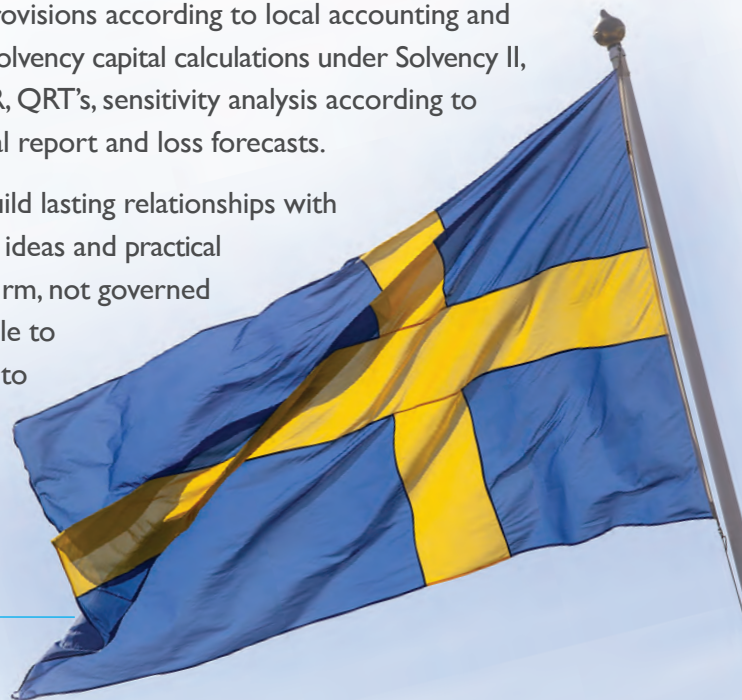 rovisions according to local accounting and
olvency capital calculations under Solvency II,
R, QRT’s, sensitivity analysis according to
al report and loss forecasts.
uild lasting relationships with
ideas and practical
rm, not governed
le to
to